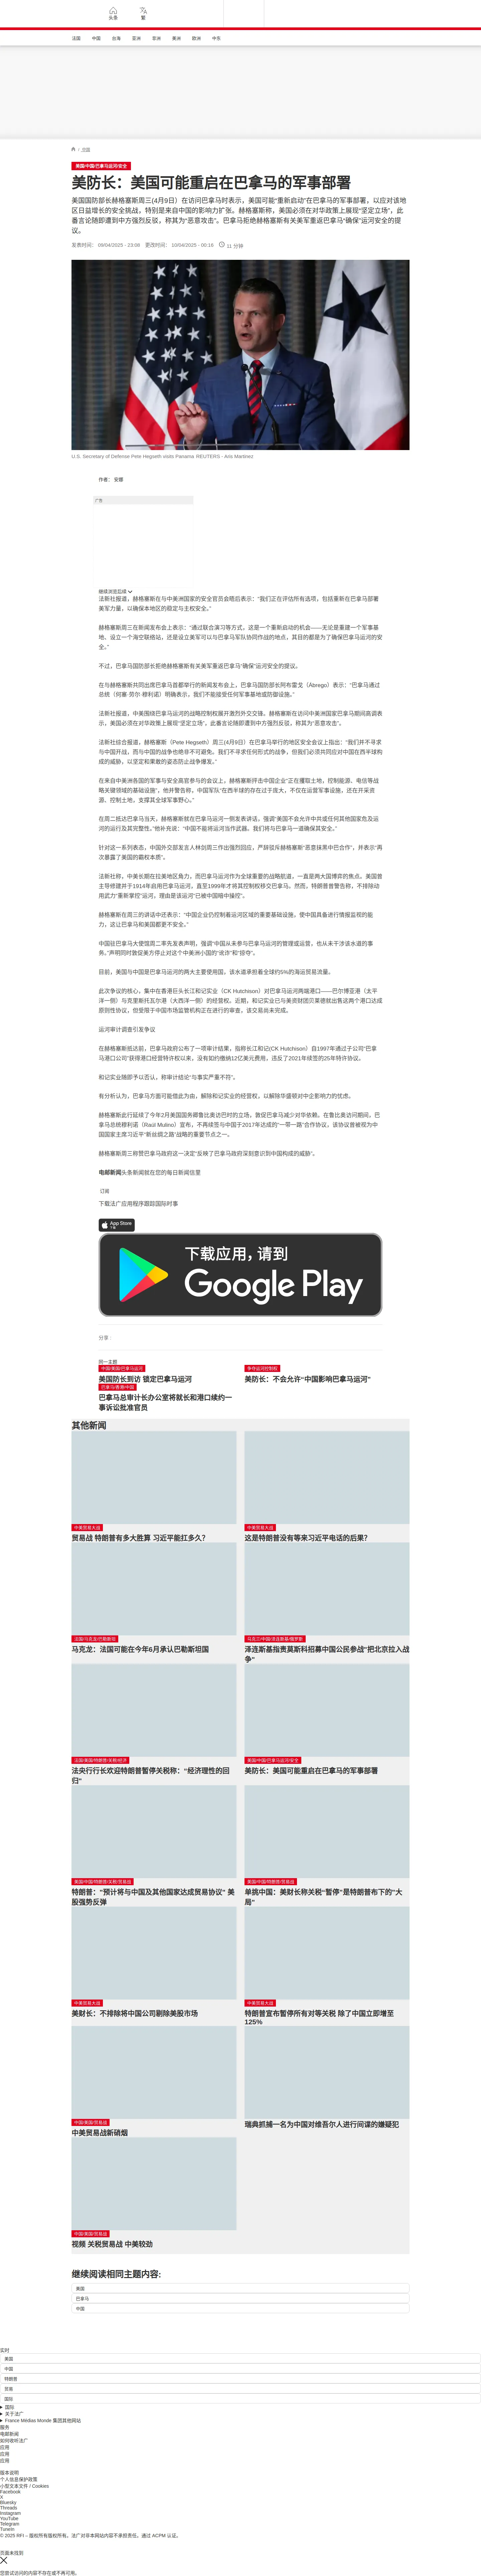 头条
繁
法国
中国
台海
亚洲
非洲
美洲
欧洲
中东
/ 中国
美国/中国/巴拿马运河/安全
美防长：美国可能重启在巴拿马的军事部署
美国国防部长赫格塞斯周三(4月9日）在访问巴拿马时表示，美国可能“重新启动”在巴拿马的军事部署，以应对该地
区日益增长的安全挑战，特别是来自中国的影响力扩张。赫格塞斯称，美国必须在对华政策上展现“坚定立场”，此
番言论随即遭到中方强烈反驳，称其为“恶意攻击”。巴拿马则拒绝赫格塞斯有关美军重返巴拿马“确保”运河安全的提
议。
发表时间： 09/04/2025 - 23:08 更改时间： 10/04/2025 - 00:16 11 分钟
U.S. Secretary of Defense Pete Hegseth visits Panama REUTERS - Aris Martinez
作者： 安娜
广告
继续浏览后续
法新社报道，赫格塞斯在与中美洲国家的安全官员会晤后表示：“我们正在评估所有选项，包括重新在巴拿马部署
美军力量，以确保本地区的稳定与主权安全。”
赫格塞斯周三在新闻发布会上表示：“通过联合演习等方式，这是一个重新启动的机会——无论是重建一个军事基
地、设立一个海空联络站，还是设立美军可以与巴拿马军队协同作战的地点，其目的都是为了确保巴拿马运河的安
全。”
不过，巴拿马国防部长拒绝赫格塞斯有关美军重返巴拿马“确保”运河安全的提议。
在与赫格塞斯共同出席巴拿马首都举行的新闻发布会上，巴拿马国防部长阿布雷戈（Ábrego）表示：“巴拿马通过
总统（何塞·劳尔·穆利诺）明确表示，我们不能接受任何军事基地或防御设施。”
法新社报道，中美围绕巴拿马运河的战略控制权展开激烈外交交锋。赫格塞斯在访问中美洲国家巴拿马期间高调表
示，美国必须在对华政策上展现“坚定立场”，此番言论随即遭到中方强烈反驳，称其为“恶意攻击”。
法新社综合报道，赫格塞斯（Pete Hegseth）周三(4月9日）在巴拿马举行的地区安全会议上指出：“我们并不寻求
与中国开战，而与中国的战争也绝非不可避免。我们不寻求任何形式的战争，但我们必须共同应对中国在西半球构
成的威胁，以坚定和果敢的姿态防止战争爆发。”
在来自中美洲各国的军事与安全高官参与的会议上，赫格塞斯抨击中国企业“正在攫取土地，控制能源、电信等战
略关键领域的基础设施”，他并警告称，中国军队“在西半球的存在过于庞大，不仅在运营军事设施，还在开采资
源、控制土地，支撑其全球军事野心。”
在周二抵达巴拿马当天，赫格塞斯就在巴拿马运河一侧发表讲话，强调“美国不会允许中共或任何其他国家危及运
河的运行及其完整性。”他补充说：“中国不能将运河当作武器。我们将与巴拿马一道确保其安全。”
针对这一系列表态，中国外交部发言人林剑周三作出强烈回应，严辞驳斥赫格塞斯“恶意抹黑中巴合作”，并表示“再
次暴露了美国的霸权本质”。
法新社称，中美长期在拉美地区角力，而巴拿马运河作为全球重要的战略航道，一直是两大国博弈的焦点。美国曾
主导修建并于1914年启用巴拿马运河，直至1999年才将其控制权移交巴拿马。然而，特朗普曾警告称，不排除动
用武力“重新掌控”运河，理由是该运河“已被中国暗中操控”。
赫格塞斯在周三的讲话中还表示：“中国企业仍控制着运河区域的重要基础设施，使中国具备进行情报监视的能
力，这让巴拿马和美国都更不安全。”
中国驻巴拿马大使馆周二率先发表声明，强调“中国从未参与巴拿马运河的管理或运营，也从未干涉该水道的事
务。”声明同时敦促美方停止对这个中美洲小国的“讹诈”和“掠夺”。
目前，美国与中国是巴拿马运河的两大主要使用国，该水道承担着全球约5%的海运贸易流量。
此次争议的核心，集中在香港巨头长江和记实业（CK Hutchison）对巴拿马运河两端港口——巴尔博亚港（太平
洋一侧）与克里斯托瓦尔港（大西洋一侧）的经营权。近期，和记实业已与美资财团贝莱德就出售这两个港口达成
原则性协议，但受限于中国市场监管机构正在进行的审查，该交易尚未完成。
运河审计调查引发争议
在赫格塞斯抵达前，巴拿马政府公布了一项审计结果，指称长江和记(CK Hutchison）自1997年通过子公司“巴拿
马港口公司”获得港口经营特许权以来，没有如约缴纳12亿美元费用，违反了2021年续签的25年特许协议。
和记实业随即予以否认，称审计结论“与事实严重不符”。
有分析认为，巴拿马方面可能借此为由，解除和记实业的经营权，以解除华盛顿对中企影响力的忧虑。
赫格塞斯此行延续了今年2月美国国务卿鲁比奥访巴时的立场，敦促巴拿马减少对华依赖。在鲁比奥访问期间，巴
拿马总统穆利诺（Raúl Mulino）宣布，不再续签与中国于2017年达成的“一带一路”合作协议。该协议曾被视为中
国国家主席习近平“新丝绸之路”战略的重要节点之一。
赫格塞斯周三称赞巴拿马政府这一决定“反映了巴拿马政府深刻意识到中国构成的威胁”。
电邮新闻头条新闻就在您的每日新闻信里
订阅
下载法广应用程序跟踪国际时事
App Store
下载
下载应用，请到
Google Play
分享 :
同一主题
中国/美国/巴拿马运河
美国防长到访 锁定巴拿马运河
争夺运河控制权
美防长：不会允许“中国影响巴拿马运河”
巴拿马/香港/中国
巴拿马总审计长办公室将就长和港口续约一
事诉讼批准官员
其他新闻
中美贸易大战
贸易战 特朗普有多大胜算 习近平能扛多久？
中美贸易大战
这是特朗普没有等来习近平电话的后果？
法国/马克龙/巴勒斯坦
马克龙：法国可能在今年6月承认巴勒斯坦国
乌克兰/中国/泽连斯基/俄罗斯
泽连斯基指责莫斯科招募中国公民参战"把北京拉入战
争"
法国/美国/特朗普/关税/经济
法央行行长欢迎特朗普暂停关税称：“经济理性的回
归”
美国/中国/巴拿马运河/安全
美防长：美国可能重启在巴拿马的军事部署
美国/中国/特朗普/关税/贸易战
特朗普：“预计将与中国及其他国家达成贸易协议” 美
股强势反弹
美国/中国/特朗普/贸易战
单挑中国：美财长称关税“暂停”是特朗普布下的“大
局”
中美贸易大战
美财长：不排除将中国公司剔除美股市场
中美贸易大战
特朗普宣布暂停所有对等关税 除了中国立即增至
125%
中国/美国/贸易战
中美贸易战新硝烟
瑞典抓捕一名为中国对维吾尔人进行间谍的嫌疑犯
中国/美国/贸易战
视频 关税贸易战 中美较劲
继续阅读相同主题内容:
美国
巴拿马
中国
实时
美国
中国
特朗普
贸易
国际
国际
关于法广
France Médias Monde 集团其他网站
服务
电邮新闻
如何收听法广
应用
应用
应用
版本说明
个人信息保护政策
小型文本文件 / Cookies
Facebook
X
Bluesky
Threads
Instagram
YouTube
Telegram
TuneIn
© 2025 RFI – 版权所有版权所有。法广对非本网站内容不承担责任。通过 ACPM 认证。
页面未找到
您尝试访问的内容不存在或不再可用。